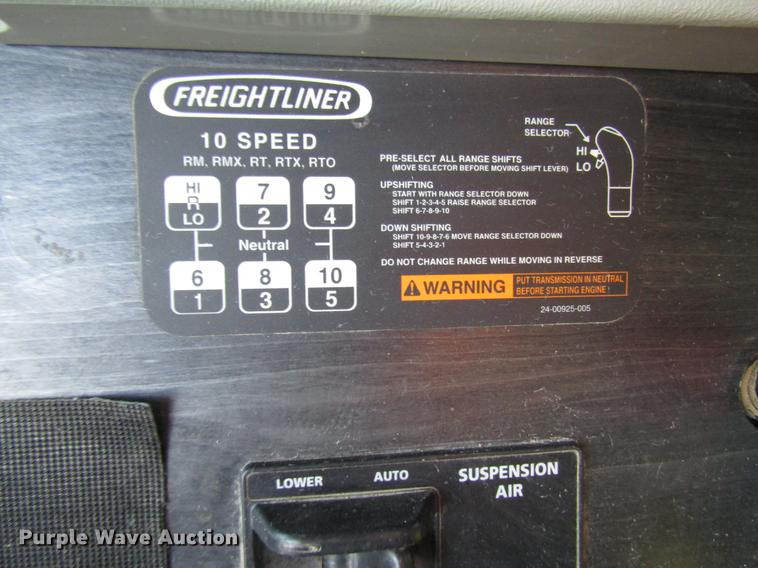 FREIGHTLINER
10 SPEED
RM, RMX, RT, RTX, RTO
HI 7 9
R
LO 2 4
Neutral
6 8 10
1 3 5
RANGE
SELECTOR
HI
LO
PRE-SELECT ALL RANGE SHIFTS
(MOVE SELECTOR BEFORE MOVING SHIFT LEVER)
UPSHIFTING
START WITH RANGE SELECTOR DOWN
SHIFT 1-2-3-4-5 RAISE RANGE SELECTOR
SHIFT 6-7-8-9-10
DOWN SHIFTING
SHIFT 10-9-8-7-6 MOVE RANGE SELECTOR DOWN
SHIFT 5-4-3-2-1
DO NOT CHANGE RANGE WHILE MOVING IN REVERSE
WARNING
PUT TRANSMISSION IN NEUTRAL
BEFORE STARTING ENGINE !
24-00925-005
LOWER AUTO
SUSPENSION
AIR
Purple Wave Auction